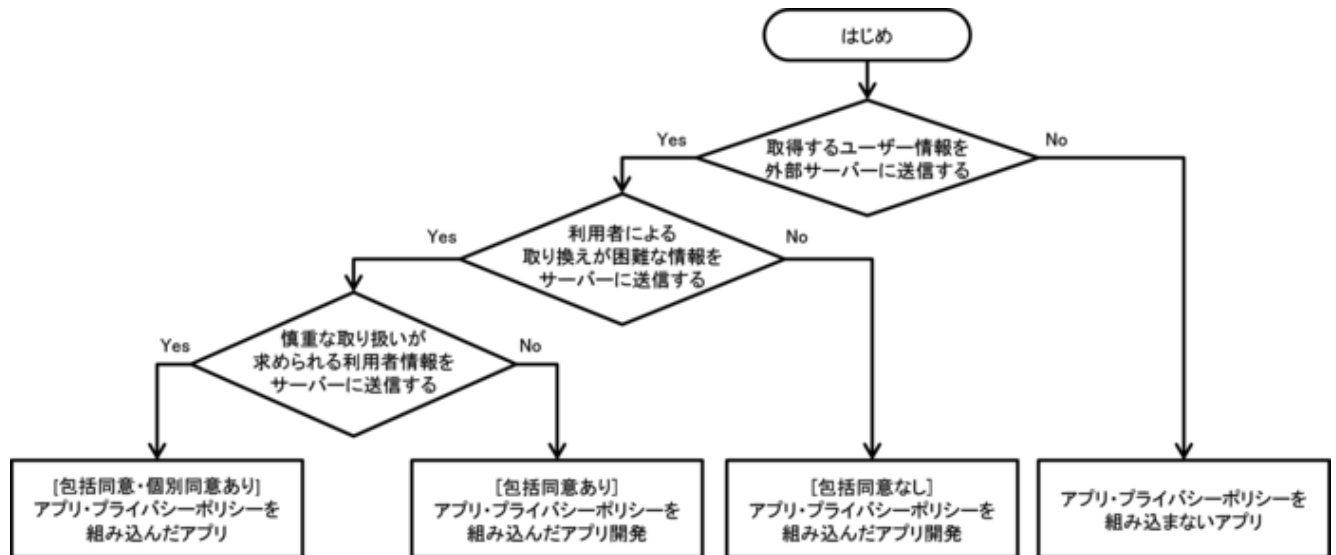 はじめ
Yes
取得するユーザー情報を
外部サーバーに送信する
No
Yes
利用者による
取り換えが困難な情報を
サーバーに送信する
No
Yes
慎重な取り扱いが
求められる利用者情報を
サーバーに送信する
No
[包括同意・個別同意あり]
アプリ・プライバシーポリシーを
組み込んだアプリ
[包括同意あり]
アプリ・プライバシーポリシーを
組み込んだアプリ開発
[包括同意なし]
アプリ・プライバシーポリシーを
組み込んだアプリ開発
アプリ・プライバシーポリシーを
組み込まないアプリ